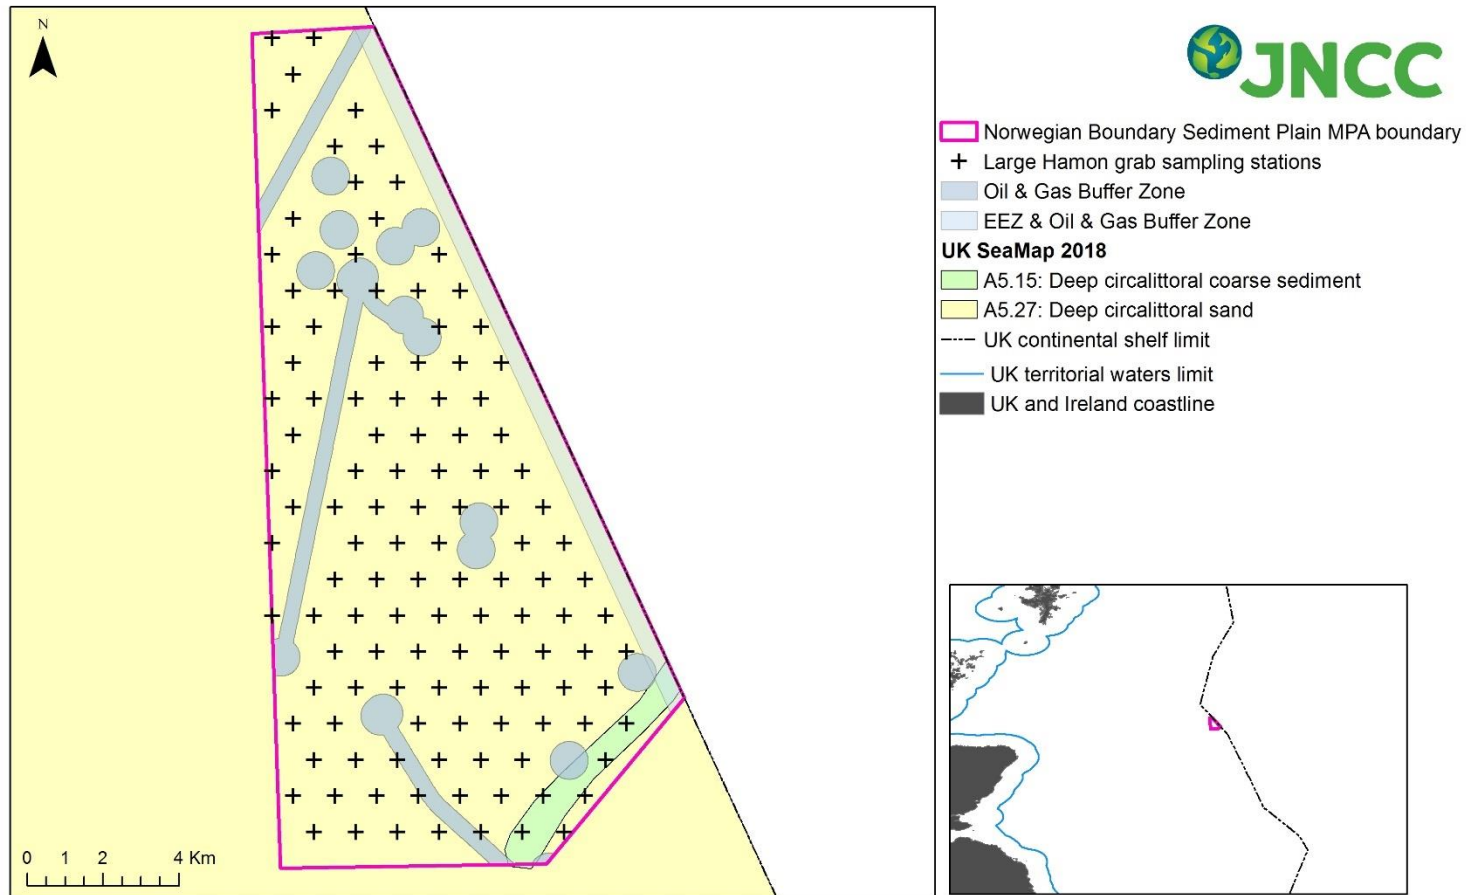 N
JNCC
Norwegian Boundary Sediment Plain MPA boundary
Large Hamon grab sampling stations
Oil & Gas Buffer Zone
EEZ & Oil & Gas Buffer Zone
UK SeaMap 2018
A5.15: Deep circalittoral coarse sediment
A5.27: Deep circalittoral sand
UK continental shelf limit
UK territorial waters limit
UK and Ireland coastline
0 1 2 4 Km